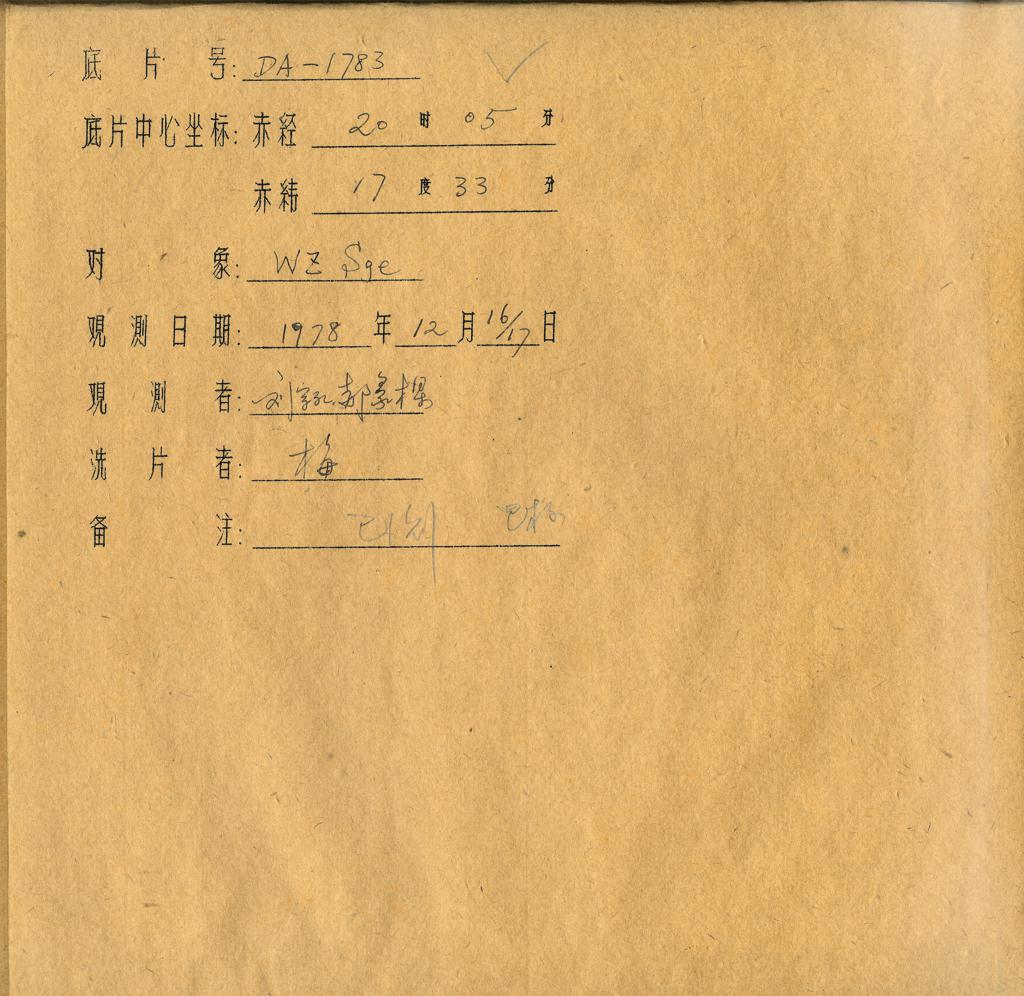 底片号: DA-1783 ✓
底片中心坐标: 赤经 20 时 05 分
赤纬 17 度 33 分
对象: WZ Sge
观测日期: 1978 年 12 月 16/17 日
观测者: 刘
洗片者: 梅
备注: 已